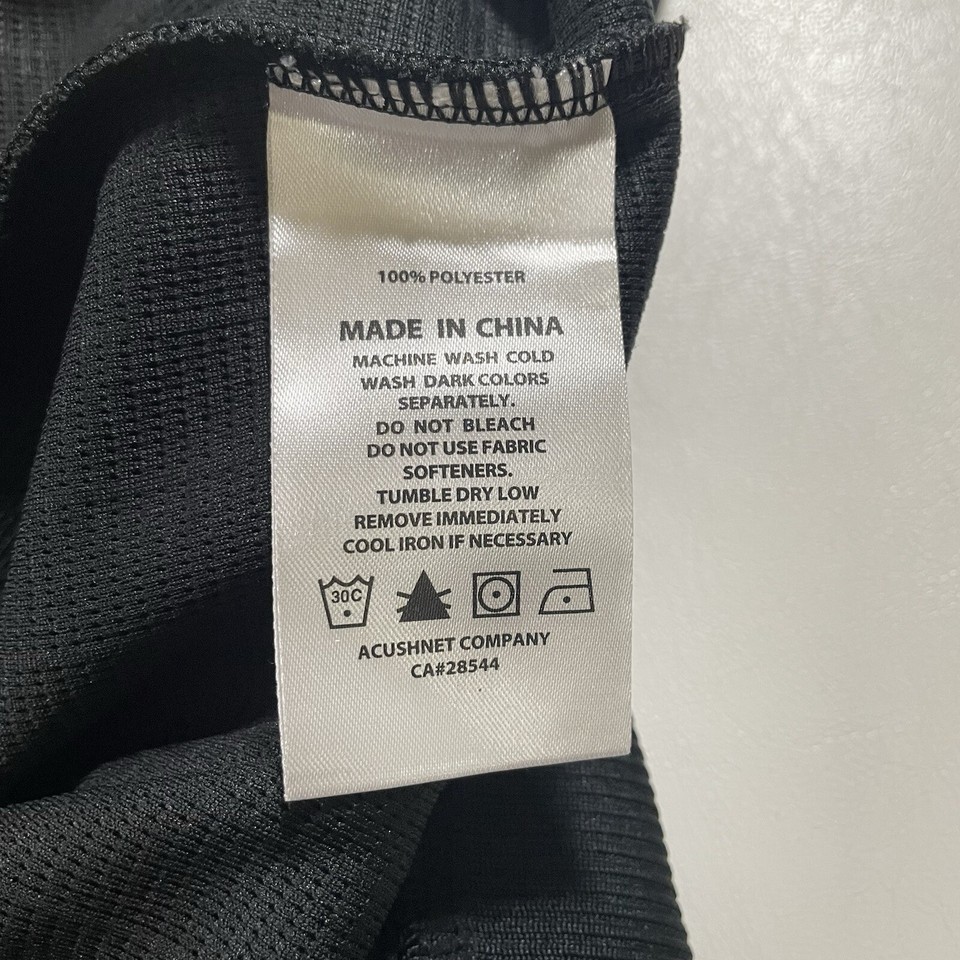 100% POLYESTER
MADE IN CHINA
MACHINE WASH COLD
WASH DARK COLORS
SEPARATELY.
DO NOT BLEACH
DO NOT USE FABRIC
SOFTENERS.
TUMBLE DRY LOW
REMOVE IMMEDIATELY
COOL IRON IF NECESSARY
30C
ACUSHNET COMPANY
CA#28544